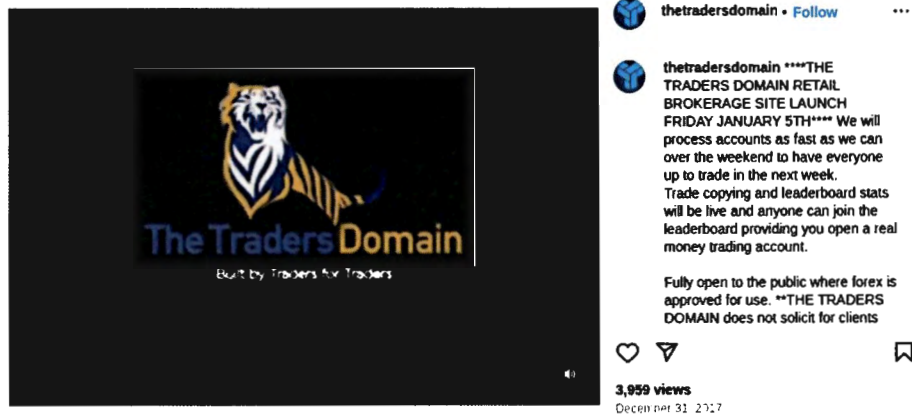 The Traders Domain
Built by Traders for Traders
thetradersdomain • Follow
thetradersdomain ****THE
TRADERS DOMAIN RETAIL
BROKERAGE SITE LAUNCH
FRIDAY JANUARY 5TH**** We will
process accounts as fast as we can
over the weekend to have everyone
up to trade in the next week.
Trade copying and leaderboard stats
will be live and anyone can join the
leaderboard providing you open a real
money trading account.
Fully open to the public where forex is
approved for use. **THE TRADERS
DOMAIN does not solicit for clients
3,959 views
December 31, 2017